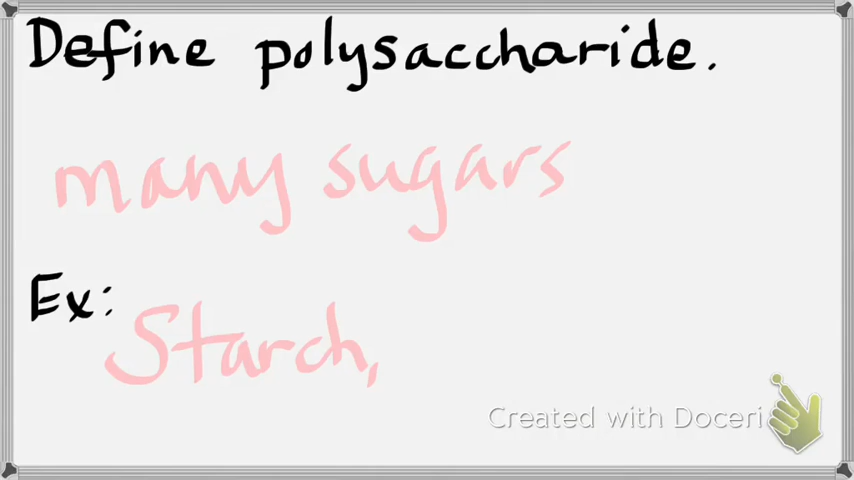 Define polysaccharide.
many sugars
Ex:
Starch,
Created with Doceri